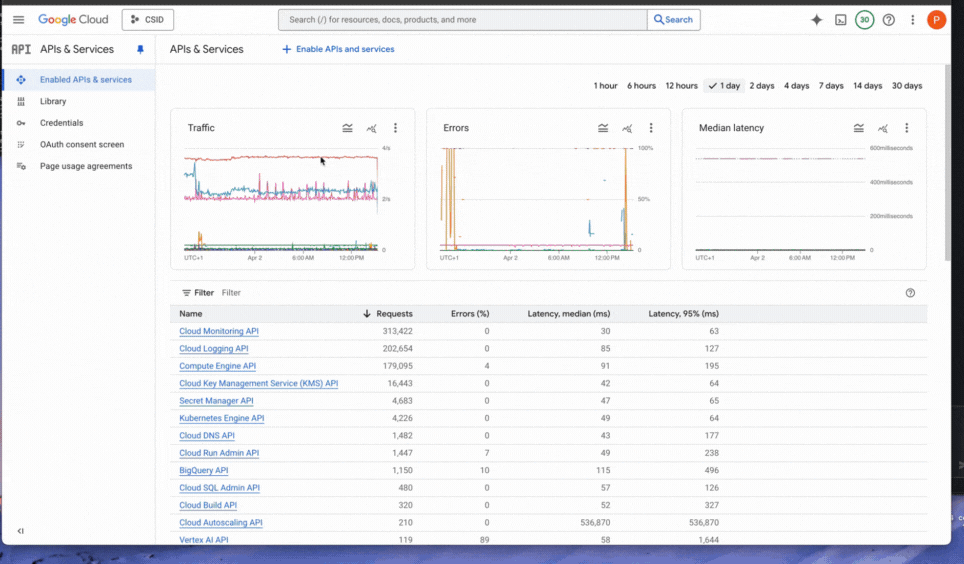 Google Cloud CSID Search (/) for resources, docs, products, and more Search 30 P
API APIs & Services APIs & Services Enable APIs and services
Enabled APIs & services
Library
Credentials
OAuth consent screen
Page usage agreements
1 hour 6 hours 12 hours 1 day 2 days 4 days 7 days 14 days 30 days
Traffic
4/s
2/s
0
UTC+1 Apr 2 6:00 AM 12:00 PM
Errors
100%
50%
0
UTC+1 Apr 2 6:00 AM 12:00 PM
Median latency
600milliseconds
400milliseconds
200milliseconds
0
UTC+1 Apr 2 6:00 AM 12:00 PM
Filter Filter
Name Requests Errors (%) Latency, median (ms) Latency, 95% (ms)
Cloud Monitoring API 313,422 0 30 63
Cloud Logging API 202,654 0 85 127
Compute Engine API 179,095 4 91 195
Cloud Key Management Service (KMS) API 16,443 0 42 64
Secret Manager API 4,683 0 47 65
Kubernetes Engine API 4,226 0 49 64
Cloud DNS API 1,482 0 43 177
Cloud Run Admin API 1,447 7 49 238
BigQuery API 1,150 10 115 496
Cloud SQL Admin API 480 0 57 126
Cloud Build API 320 0 52 327
Cloud Autoscaling API 210 0 536,870 536,870
Vertex AI API 119 89 58 1,644